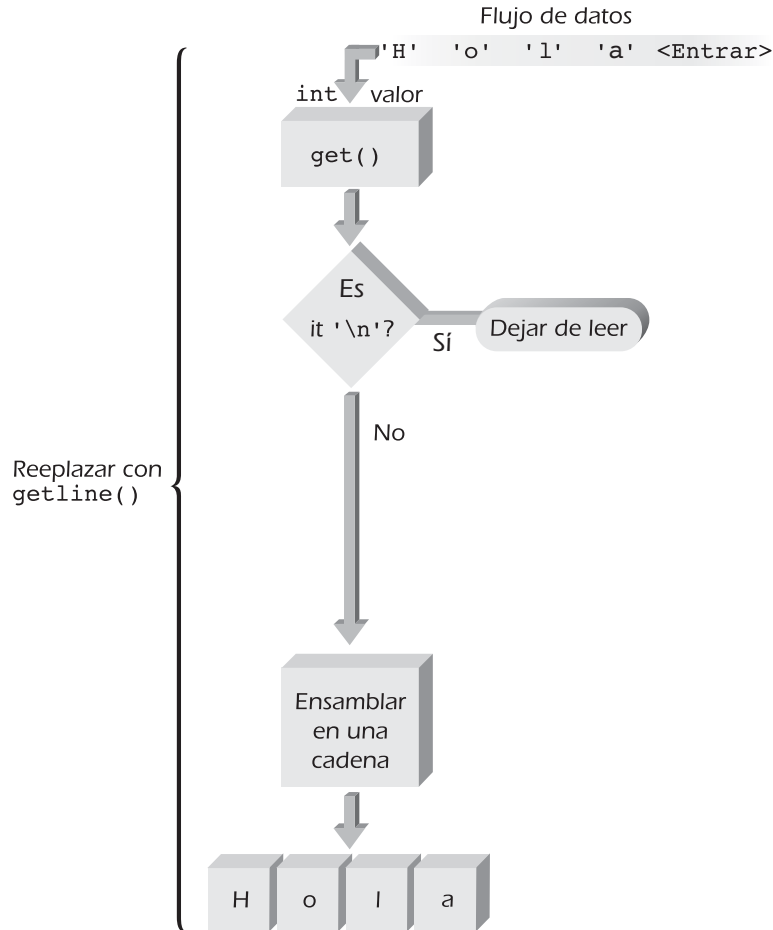 Flujo de datos
'H' 'o' 'l' 'a' <Entrar>
int valor
get()
Es
it '\n'?
Sí
Dejar de leer
No
Reeplazar con
getline()
Ensamblar
en una
cadena
H o l a